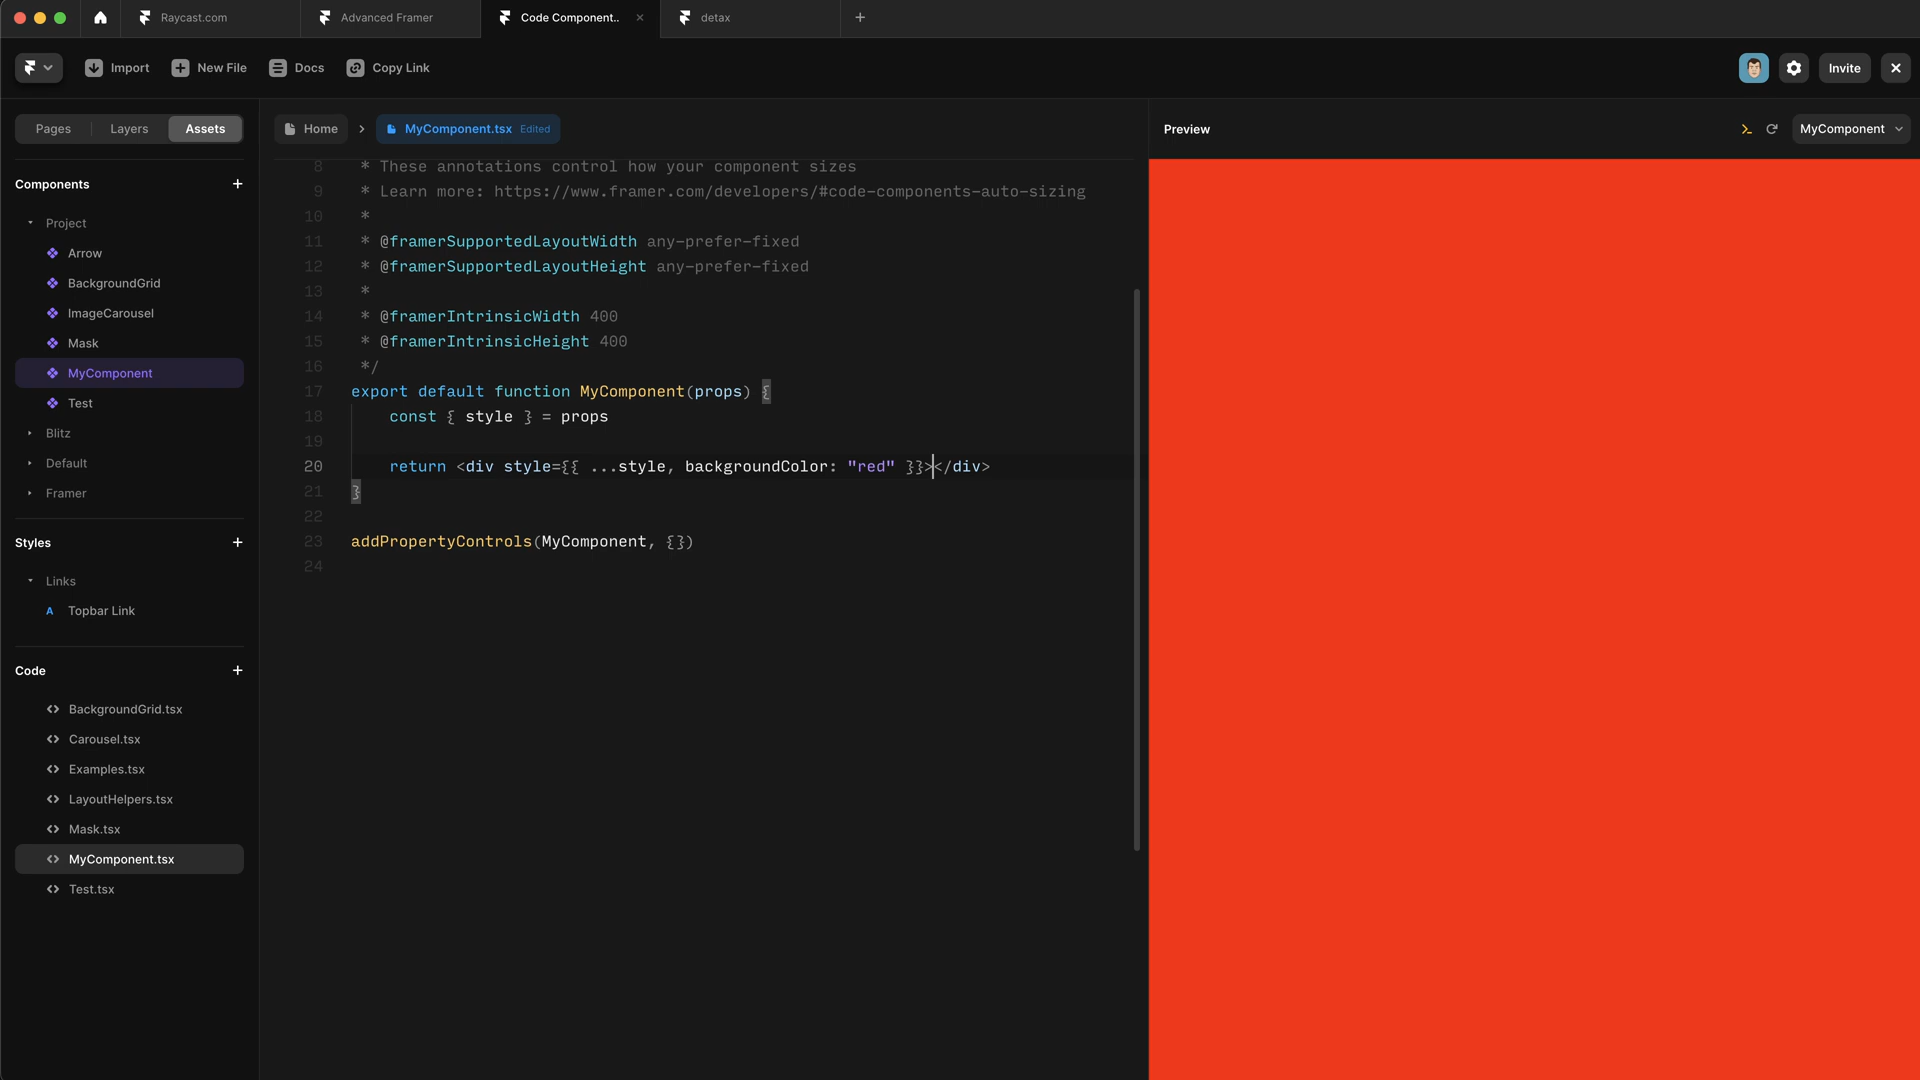 Raycast.com
Advanced Framer
Code Component..
detax
Import
New File
Docs
Copy Link
Invite
Pages
Layers
Assets
Components
Project
Arrow
BackgroundGrid
ImageCarousel
Mask
MyComponent
Test
Blitz
Default
Framer
Styles
Links
A Topbar Link
Code
BackgroundGrid.tsx
Carousel.tsx
Examples.tsx
LayoutHelpers.tsx
Mask.tsx
MyComponent.tsx
Test.tsx
Home
MyComponent.tsx Edited
8 * These annotations control how your component sizes
9 * Learn more: https://www.framer.com/developers/#code-components-auto-sizing
10 *
11 * @framerSupportedLayoutWidth any-prefer-fixed
12 * @framerSupportedLayoutHeight any-prefer-fixed
13 *
14 * @framerIntrinsicWidth 400
15 * @framerIntrinsicHeight 400
16 */
17 export default function MyComponent(props) {
18 const { style } = props
19
20 return <div style={{ ...style, backgroundColor: "red" }}></div>
21 }
22
23 addPropertyControls(MyComponent, {})
24
Preview
MyComponent